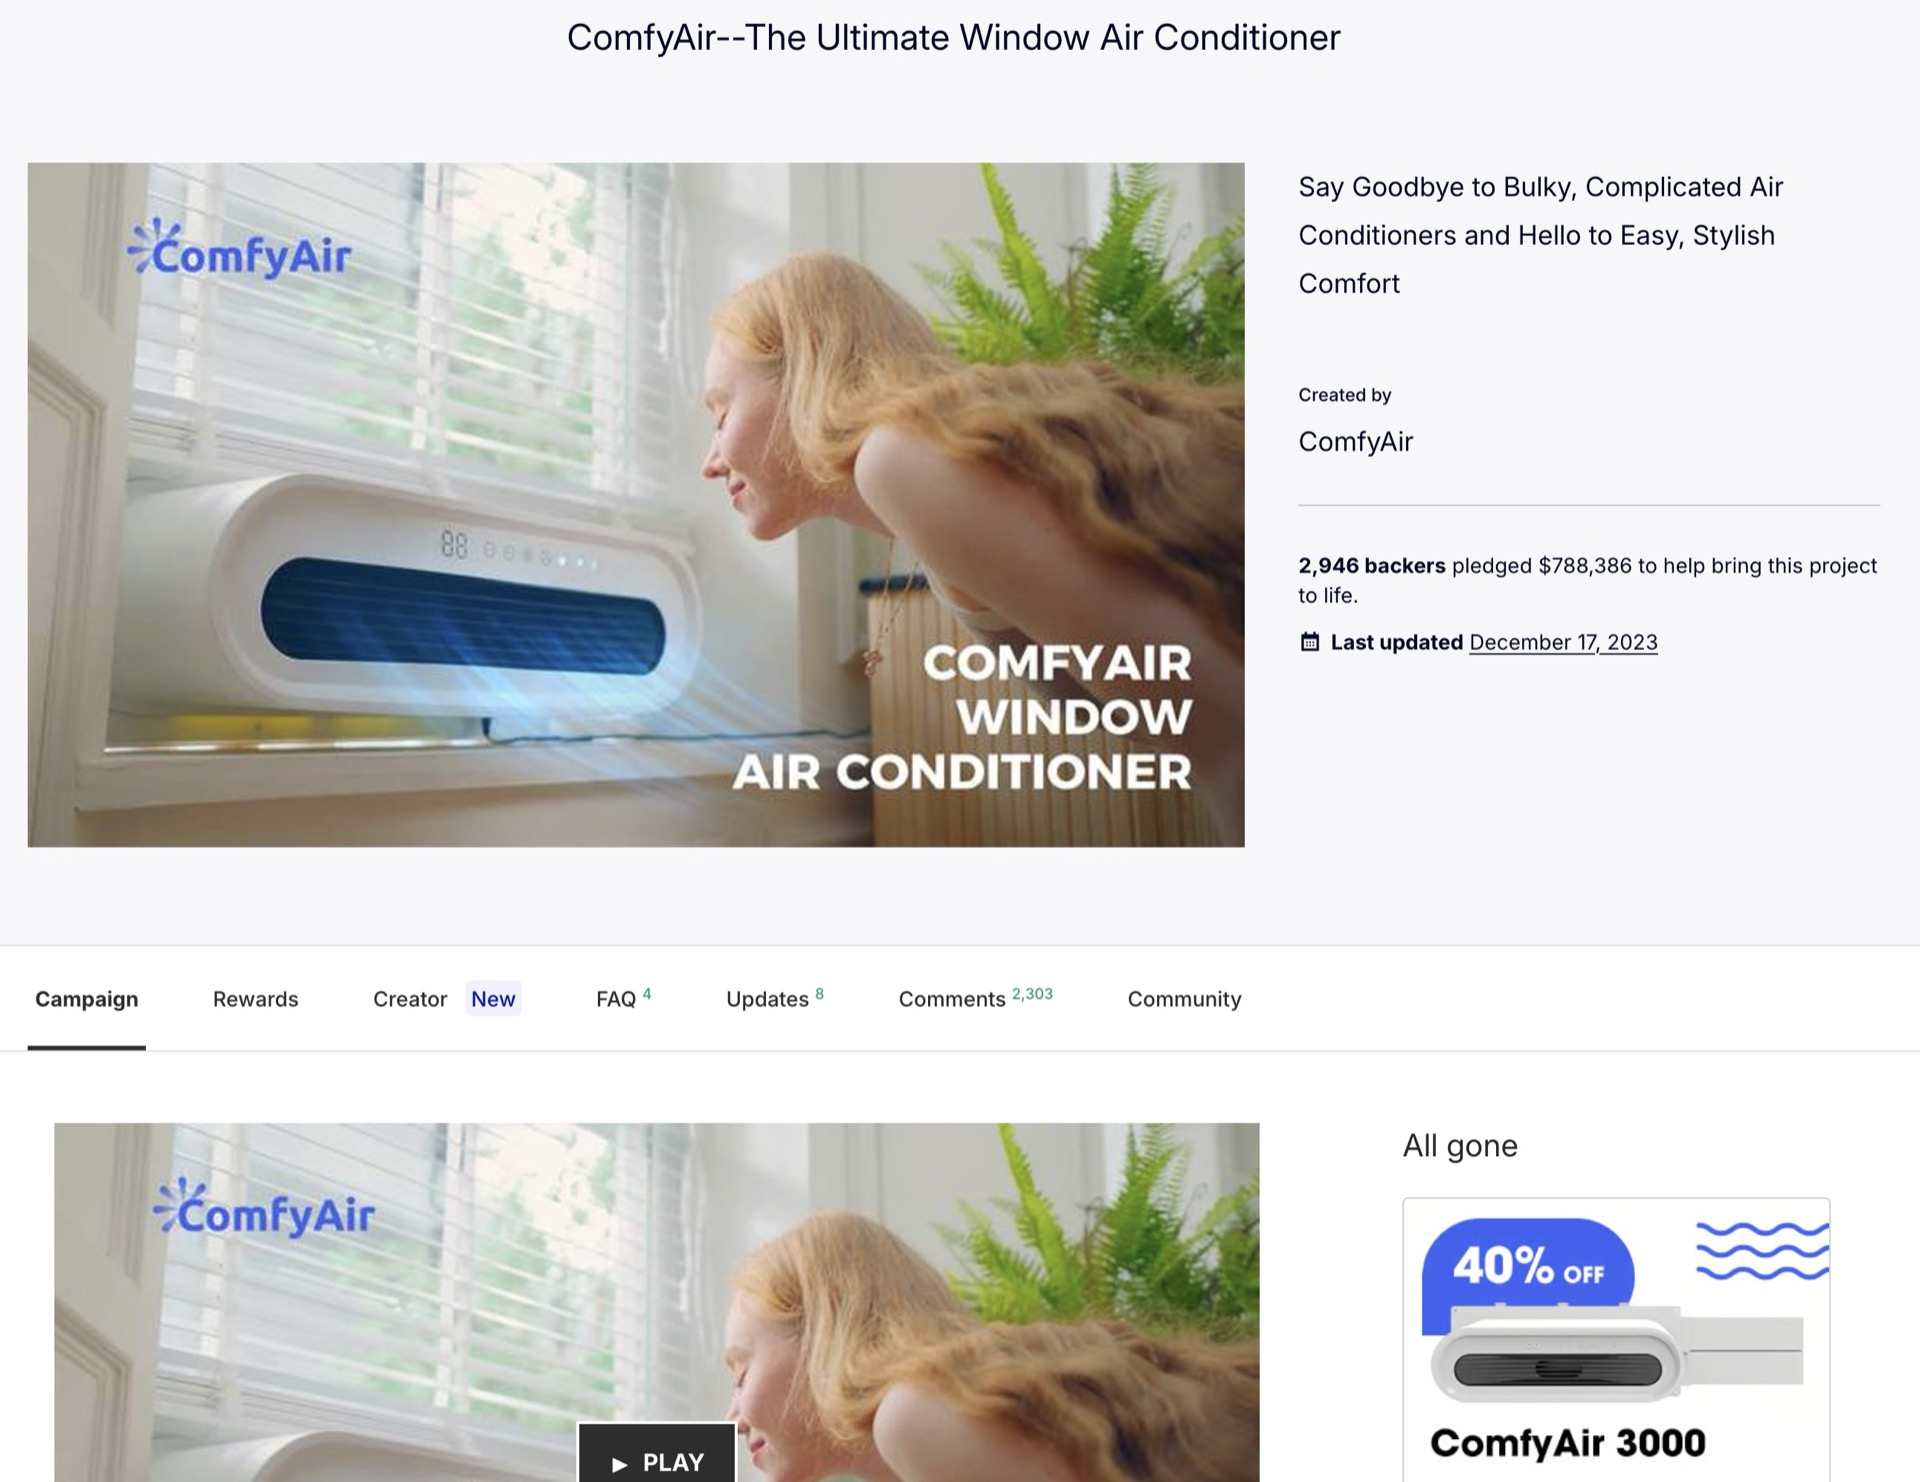 ComfyAir--The Ultimate Window Air Conditioner
ComfyAir
88
COMFYAIR
WINDOW
AIR CONDITIONER
Say Goodbye to Bulky, Complicated Air
Conditioners and Hello to Easy, Stylish
Comfort
Created by
ComfyAir
2,946 backers pledged $788,386 to help bring this project
to life.
Last updated December 17, 2023
Campaign Rewards Creator New FAQ 4 Updates 8 Comments 2,303 Community
ComfyAir
PLAY
All gone
40% OFF
ComfyAir 3000